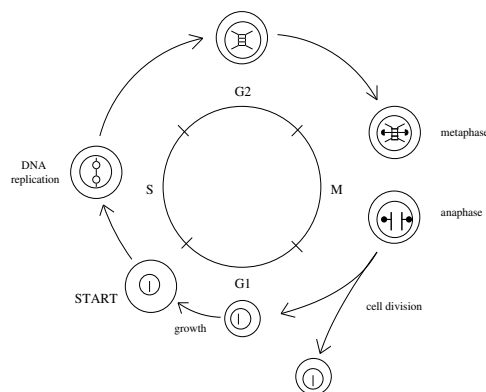 G2
metaphase
DNA
replication
S
M
anaphase
G1
START
growth
cell division